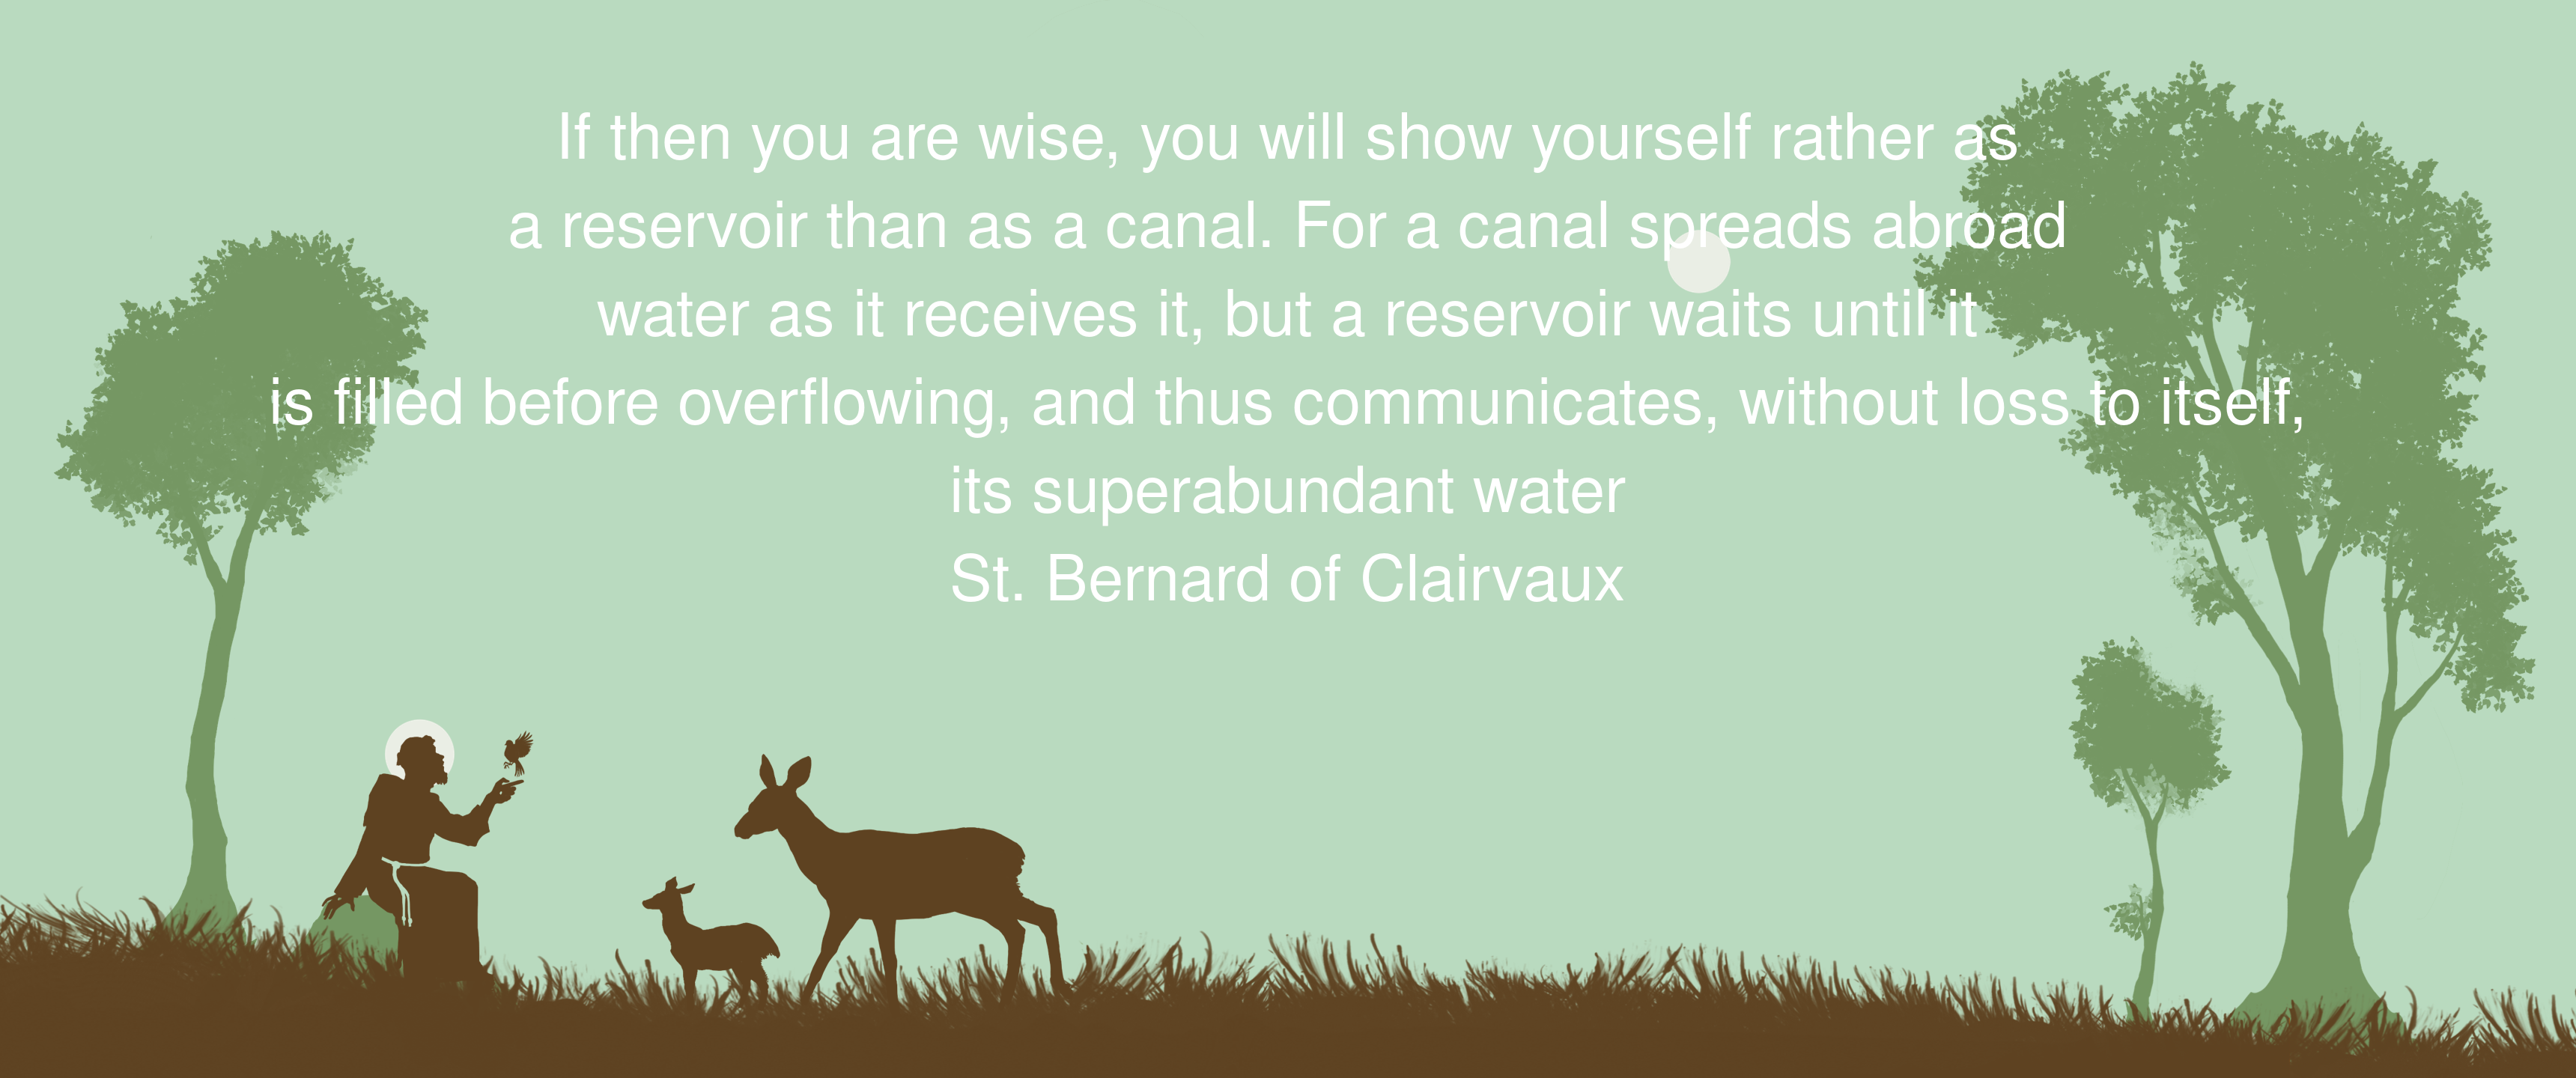 If then you are wise, you will show yourself rather as
a reservoir than as a canal. For a canal spreads abroad
water as it receives it, but a reservoir waits until it
is filled before overflowing, and thus communicates, without loss to itself,
its superabundant water
St. Bernard of Clairvaux